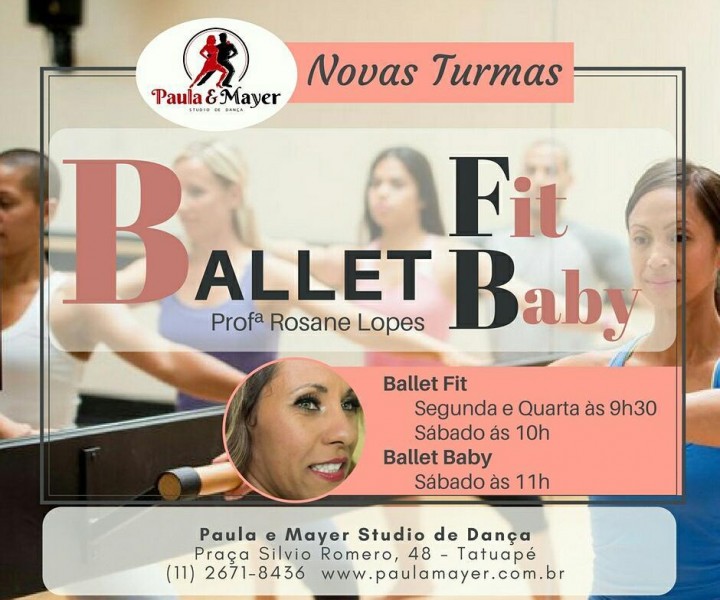 Paula & Mayer
STUDIO DE DANÇA
Novas Turmas
BALLET
Fit
Baby
Profª Rosane Lopes
Ballet Fit
Segunda e Quarta às 9h30
Sábado ás 10h
Ballet Baby
Sábado às 11h
Paula e Mayer Studio de Dança
Praça Silvio Romero, 48 - Tatuapé
(11) 2671-8436 www.paulamayer.com.br